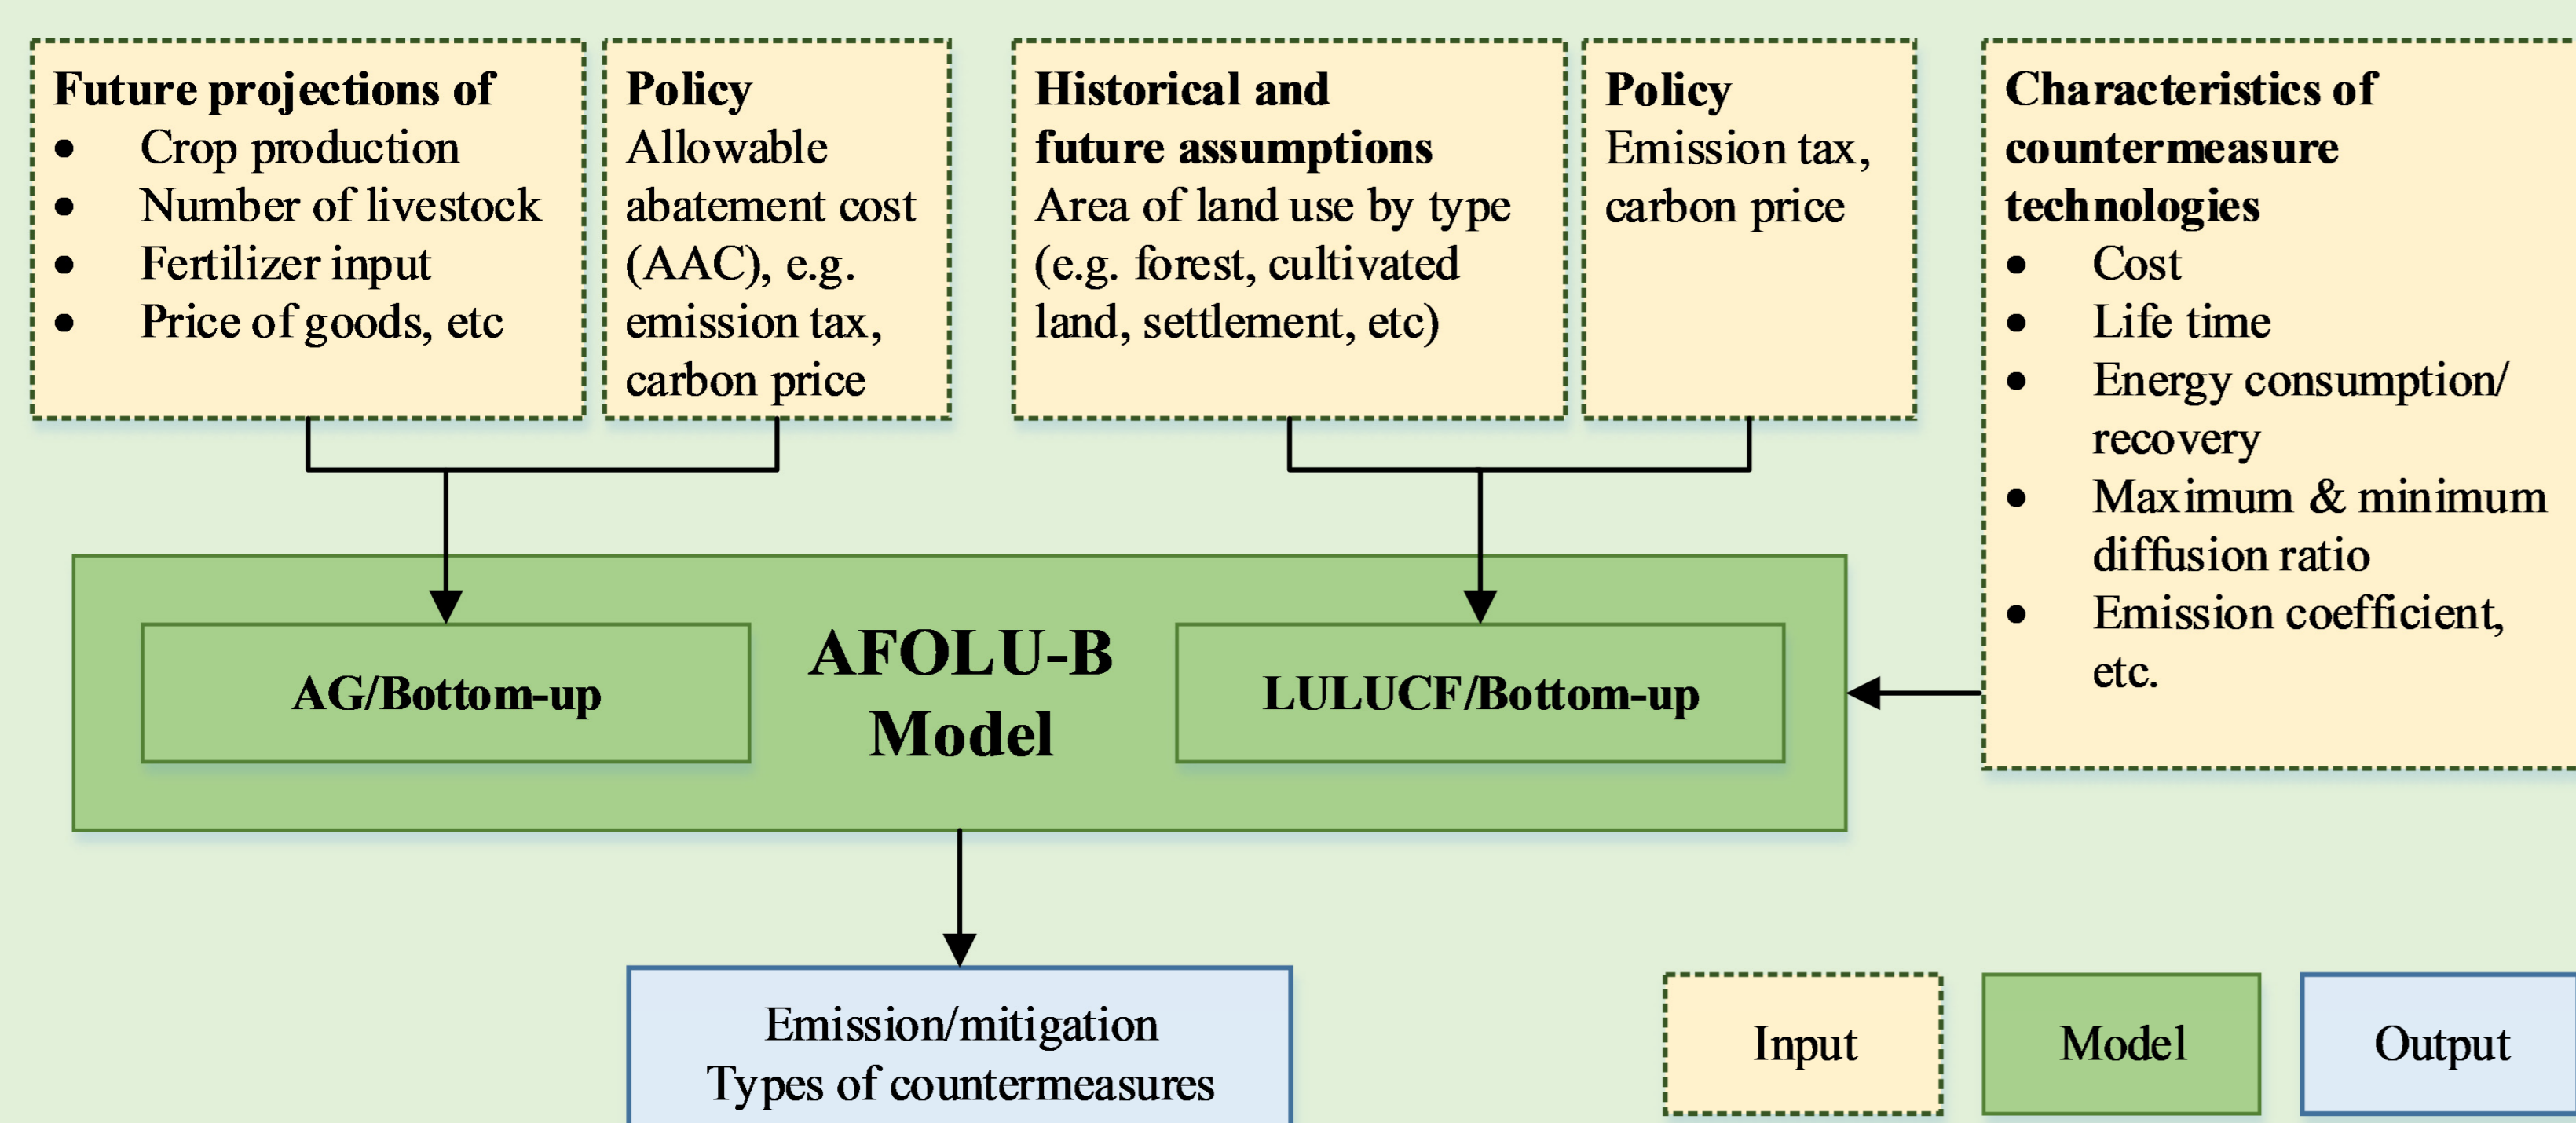 Future projections of
• Crop production
• Number of livestock
• Fertilizer input
• Price of goods, etc
Policy
Allowable
abatement cost
(AAC), e.g.
emission tax,
carbon price
Historical and
future assumptions
Area of land use by type
(e.g. forest, cultivated
land, settlement, etc)
Policy
Emission tax,
carbon price
Characteristics of
countermeasure
technologies
• Cost
• Life time
• Energy consumption/
recovery
• Maximum & minimum
diffusion ratio
• Emission coefficient,
etc.
AG/Bottom-up
AFOLU-B
Model
LULUCF/Bottom-up
Emission/mitigation
Types of countermeasures
Input
Model
Output